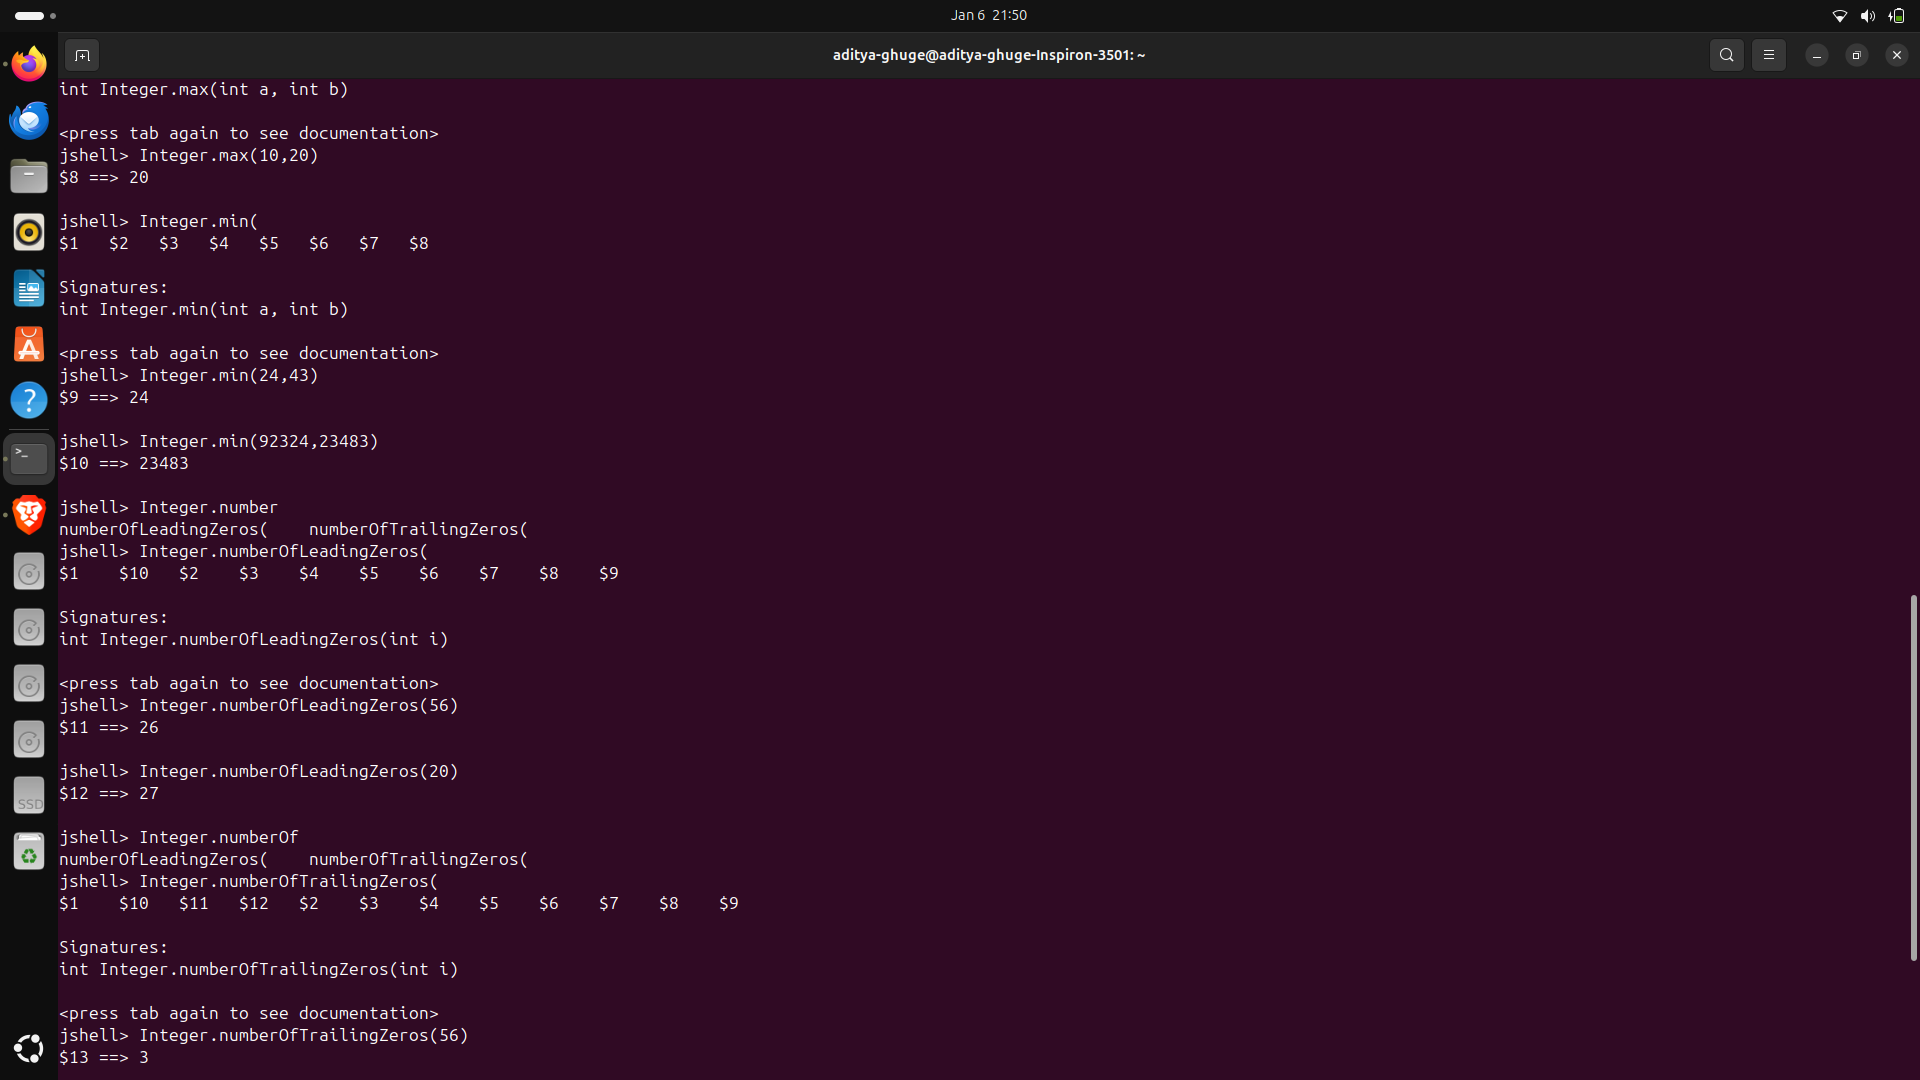 Jan 6 21:50
aditya-ghuge@aditya-ghuge-Inspiron-3501: ~
int Integer.max(int a, int b)
<press tab again to see documentation>
jshell> Integer.max(10,20)
$8 ==> 20
jshell> Integer.min(
$1 $2 $3 $4 $5 $6 $7 $8
Signatures:
int Integer.min(int a, int b)
<press tab again to see documentation>
jshell> Integer.min(24,43)
$9 ==> 24
jshell> Integer.min(92324,23483)
$10 ==> 23483
jshell> Integer.number
numberOfLeadingZeros( numberOfTrailingZeros(
jshell> Integer.numberOfLeadingZeros(
$1 $10 $2 $3 $4 $5 $6 $7 $8 $9
Signatures:
int Integer.numberOfLeadingZeros(int i)
<press tab again to see documentation>
jshell> Integer.numberOfLeadingZeros(56)
$11 ==> 26
jshell> Integer.numberOfLeadingZeros(20)
$12 ==> 27
jshell> Integer.numberOf
numberOfLeadingZeros( numberOfTrailingZeros(
jshell> Integer.numberOfTrailingZeros(
$1 $10 $11 $12 $2 $3 $4 $5 $6 $7 $8 $9
Signatures:
int Integer.numberOfTrailingZeros(int i)
<press tab again to see documentation>
jshell> Integer.numberOfTrailingZeros(56)
$13 ==> 3
SSD